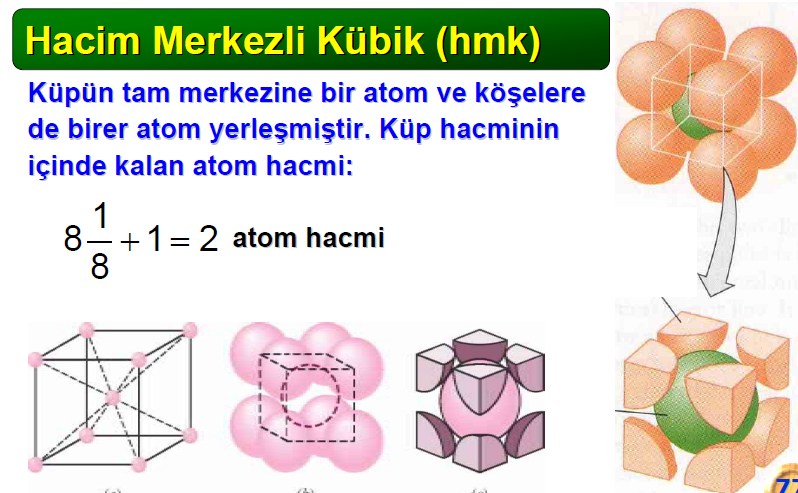 Hacim Merkezli Kübik (hmk)
Küpün tam merkezine bir atom ve köşelere
de birer atom yerleşmiştir. Küp hacminin
içinde kalan atom hacmi:
8 1/8 + 1 = 2 atom hacmi
77